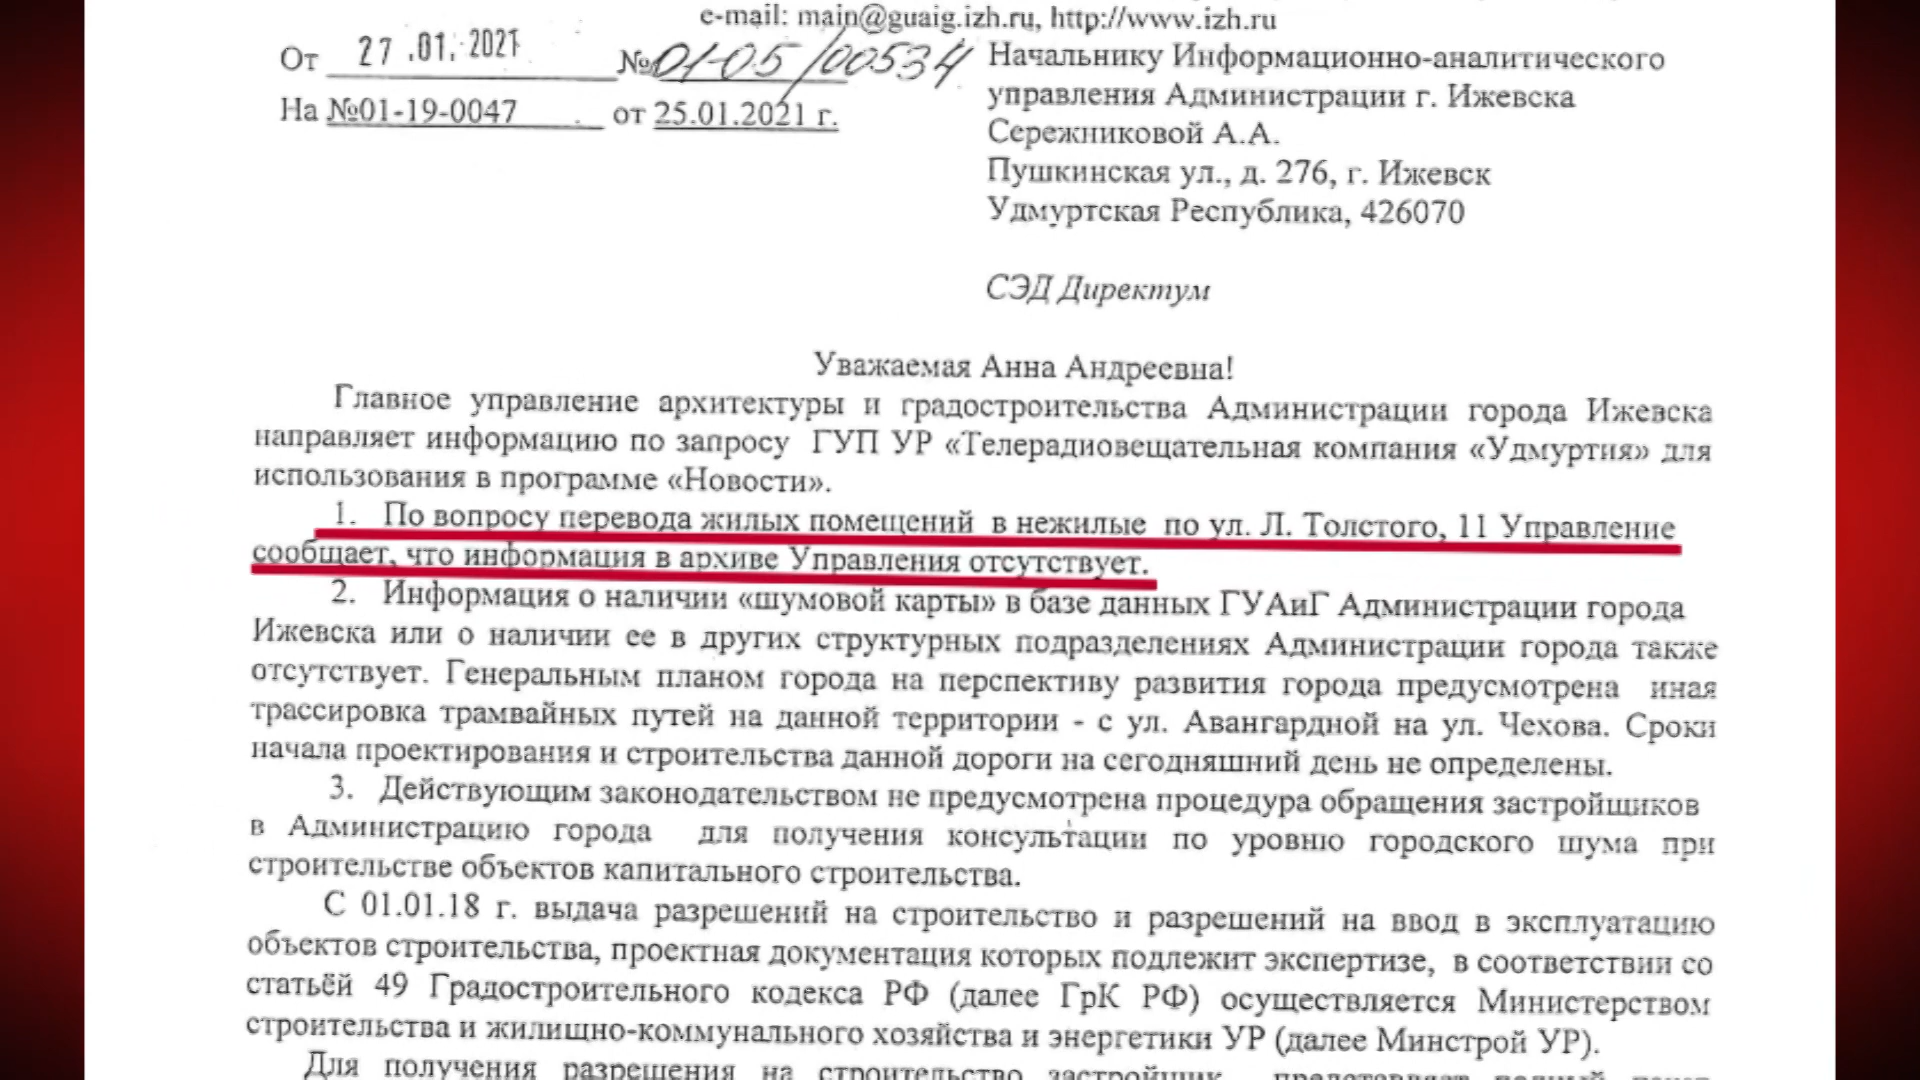 e-mail: main@guaig.izh.ru, http://www.izh.ru
От 27.01.2021 №01-05/00534
На №01-19-0047 от 25.01.2021 г.
Начальнику Информационно-аналитического
управления Администрации г. Ижевска
Сережниковой А.А.
Пушкинская ул., д. 276, г. Ижевск
Удмуртская Республика, 426070
СЭД Директум
Уважаемая Анна Андреевна!
Главное управление архитектуры и градостроительства Администрации города Ижевска
направляет информацию по запросу ГУП УР «Телерадиовещательная компания «Удмуртия» для
использования в программе «Новости».
1. По вопросу перевода жилых помещений в нежилые по ул. Л. Толстого, 11 Управление
сообщает, что информация в архиве Управления отсутствует.
2. Информация о наличии «шумовой карты» в базе данных ГУАиГ Администрации города
Ижевска или о наличии ее в других структурных подразделениях Администрации города также
отсутствует. Генеральным планом города на перспективу развития города предусмотрена иная
трассировка трамвайных путей на данной территории - с ул. Авангардной на ул. Чехова. Сроки
начала проектирования и строительства данной дороги на сегодняшний день не определены.
3. Действующим законодательством не предусмотрена процедура обращения застройщиков
в Администрацию города для получения консультации по уровню городского шума при
строительстве объектов капитального строительства.
С 01.01.18 г. выдача разрешений на строительство и разрешений на ввод в эксплуатацию
объектов строительства, проектная документация которых подлежит экспертизе, в соответствии со
статьёй 49 Градостроительного кодекса РФ (далее ГрК РФ) осуществляется Министерством
строительства и жилищно-коммунального хозяйства и энергетики УР (далее Минстрой УР).
Для получения разрешения на строительство застройщик представляет полный пакет